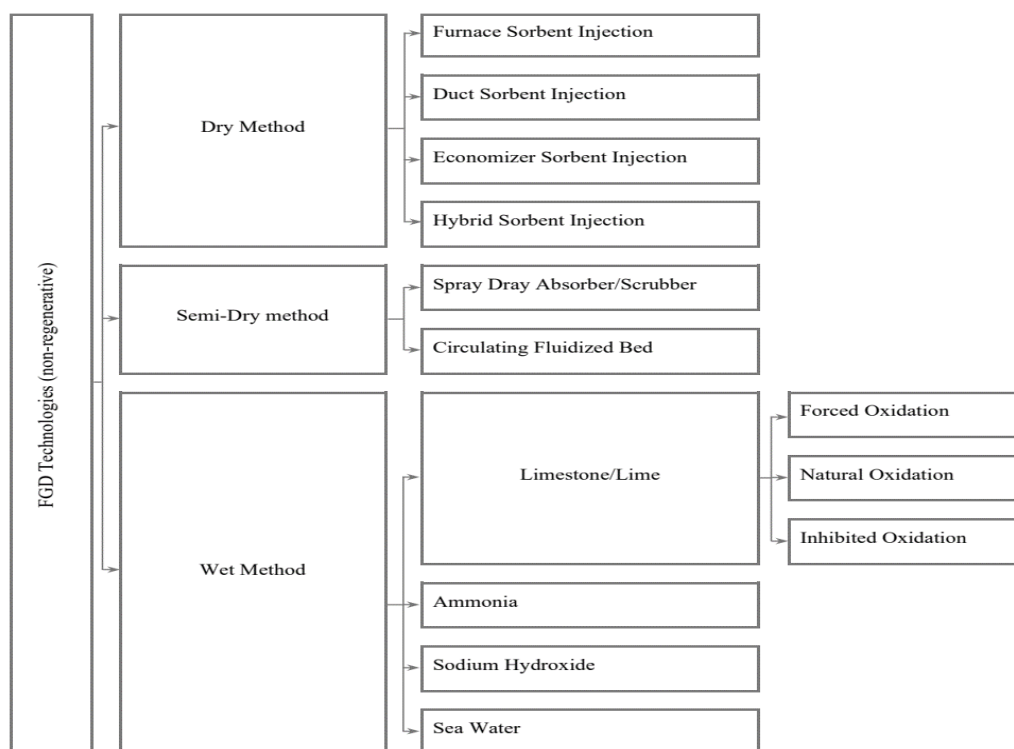 FGD Technologies (non-regenerative)
Dry Method
Furnace Sorbent Injection
Duct Sorbent Injection
Economizer Sorbent Injection
Hybrid Sorbent Injection
Semi-Dry method
Spray Dray Absorber/Scrubber
Circulating Fluidized Bed
Wet Method
Limestone/Lime
Forced Oxidation
Natural Oxidation
Inhibited Oxidation
Ammonia
Sodium Hydroxide
Sea Water